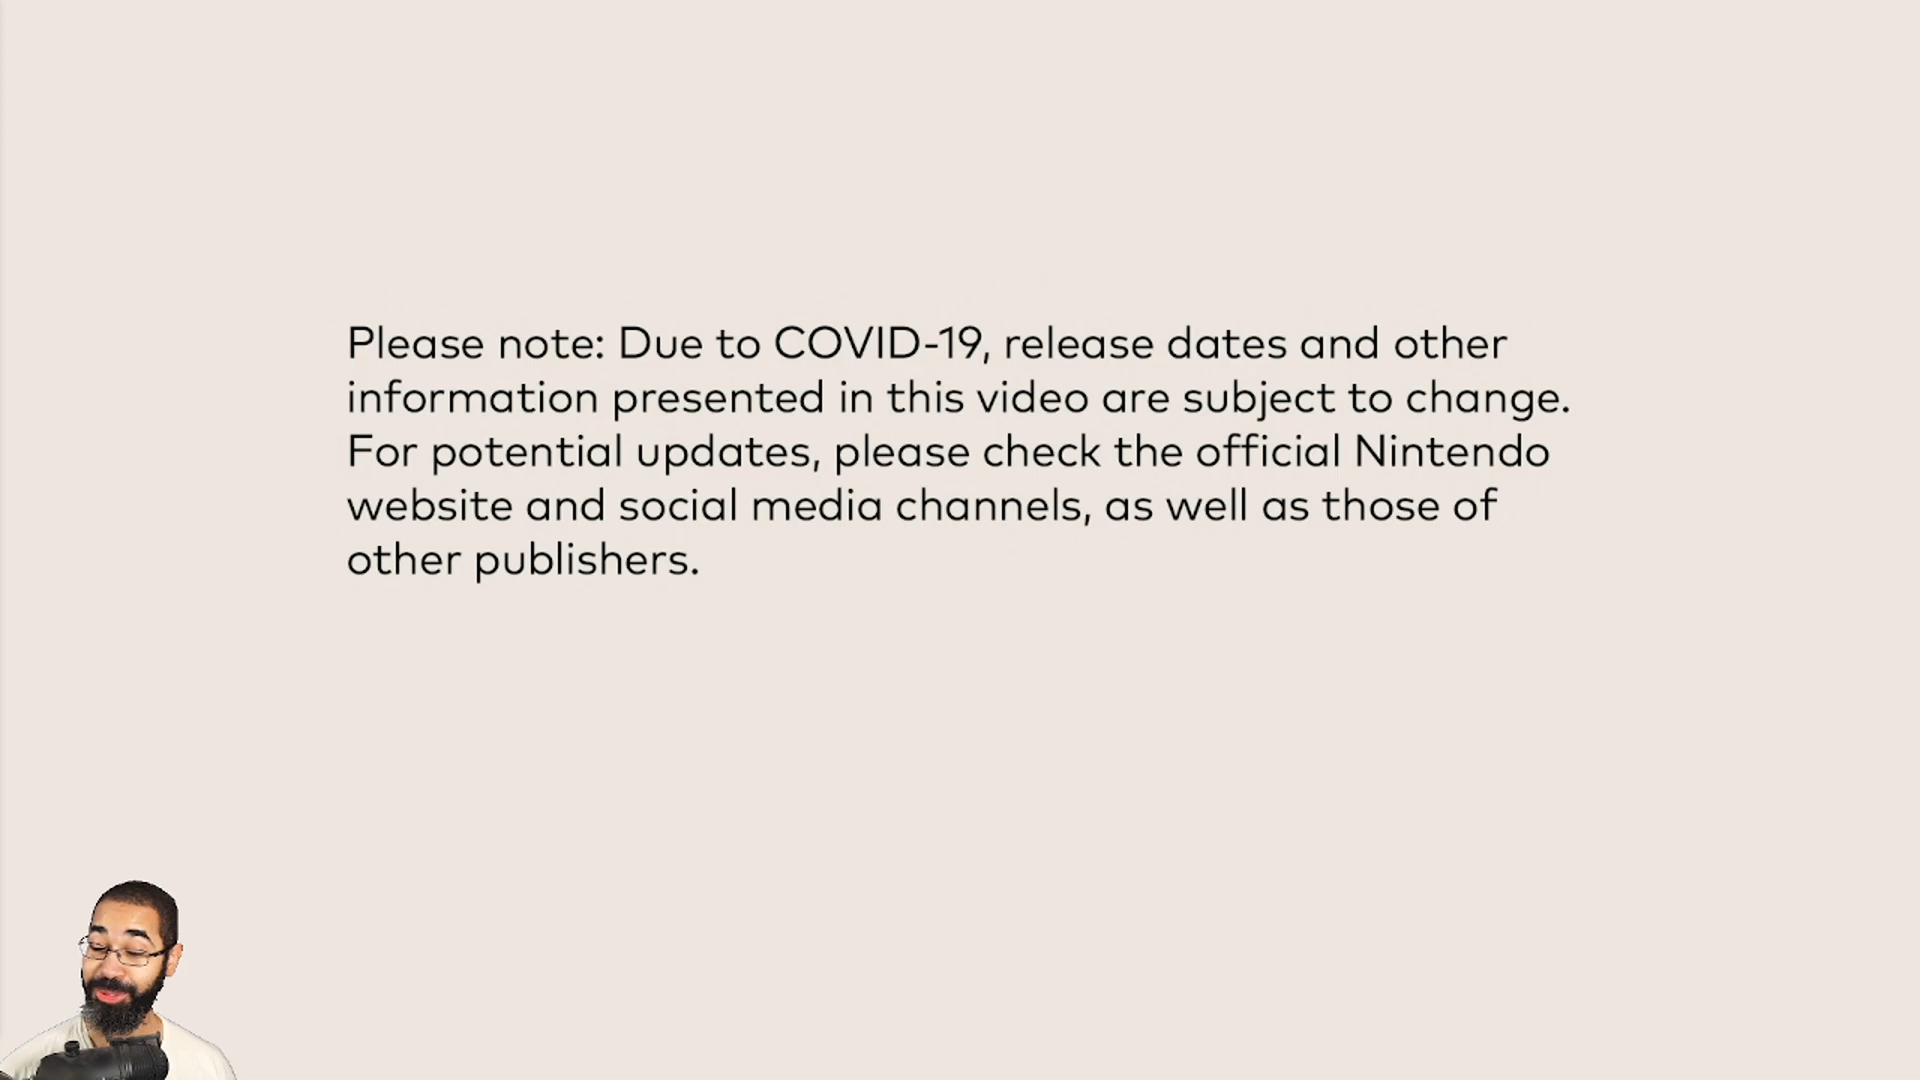 Please note: Due to COVID-19, release dates and other
information presented in this video are subject to change.
For potential updates, please check the official Nintendo
website and social media channels, as well as those of
other publishers.